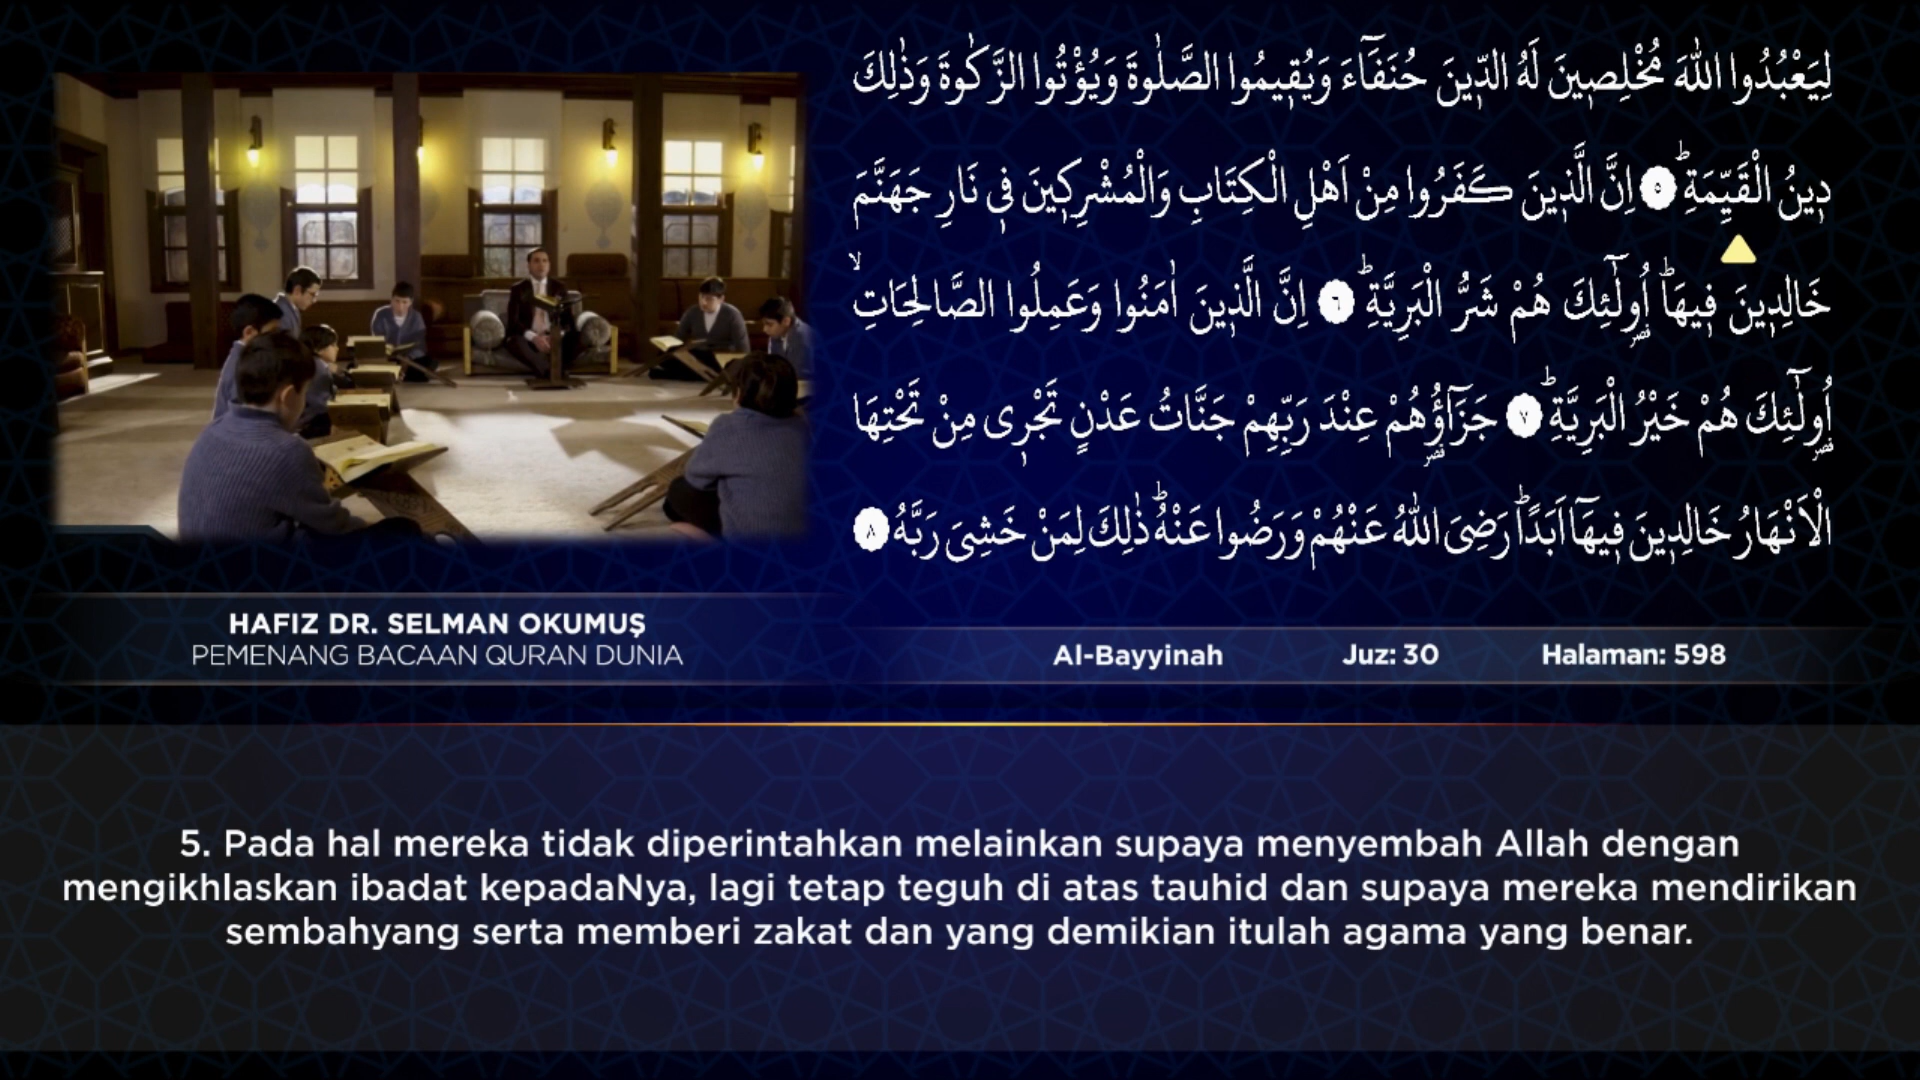 لِيَعْبُدُوا اللّٰهَ مُخْلِص۪ينَ لَهُ الدّ۪ينَ حُنَفَٓاءَ وَيُق۪يمُوا الصَّلٰوةَ وَيُؤْتُوا الزَّكٰوةَ وَذٰلِكَ
د۪ينُ الْقَيِّمَةِۜ ٥ اِنَّ الَّذ۪ينَ كَفَرُوا مِنْ اَهْلِ الْكِتَابِ وَالْمُشْرِك۪ينَ ف۪ي نَارِ جَهَنَّمَ
خَالِد۪ينَ ف۪يهَاۜ اُو۬لٰٓئِكَ هُمْ شَرُّ الْبَرِيَّةِۜ ٦ اِنَّ الَّذ۪ينَ اٰمَنُوا وَعَمِلُوا الصَّالِحَاتِۙ
اُو۬لٰٓئِكَ هُمْ خَيْرُ الْبَرِيَّةِۜ ٧ جَزَٓاؤُ۬هُمْ عِنْدَ رَبِّهِمْ جَنَّاتُ عَدْنٍ تَجْر۪ى مِنْ تَحْتِهَا
الْاَنْهَارُ خَالِد۪ينَ ف۪يهَٓا اَبَدًاۜ رَضِىَ اللّٰهُ عَنْهُمْ وَرَضُوا عَنْهُۜ ذٰلِكَ لِمَنْ خَشِىَ رَبَّهُ ٨
HAFIZ DR. SELMAN OKUMUŞ
PEMENANG BACAAN QURAN DUNIA
Al-Bayyinah Juz: 30 Halaman: 598
5. Pada hal mereka tidak diperintahkan melainkan supaya menyembah Allah dengan
mengikhlaskan ibadat kepadaNya, lagi tetap teguh di atas tauhid dan supaya mereka mendirikan
sembahyang serta memberi zakat dan yang demikian itulah agama yang benar.